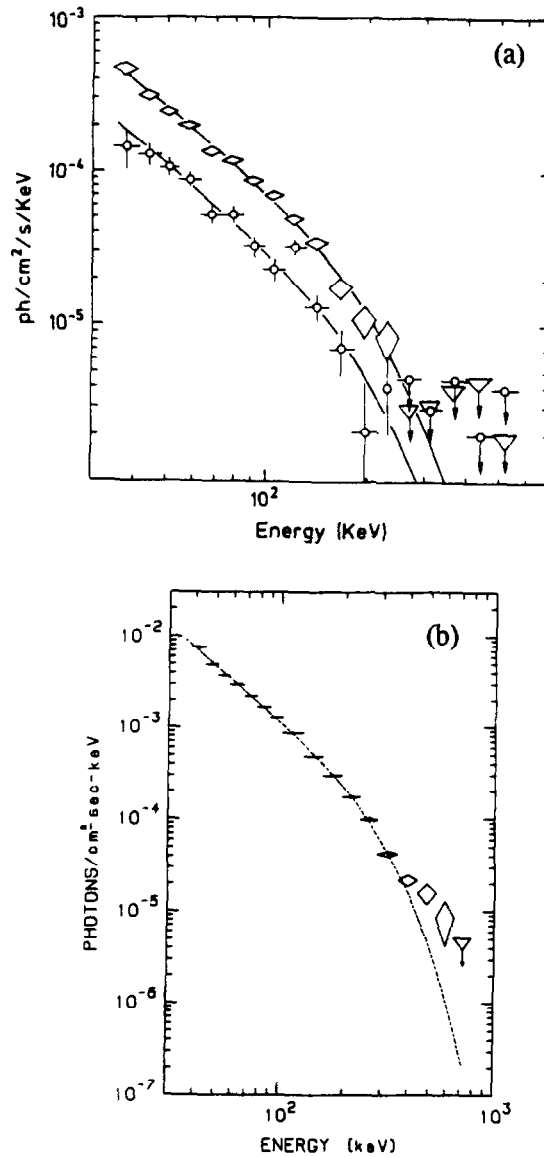 (a)
10⁻³
10⁻⁴
10⁻⁵
ph/cm²/s/KeV
10²
Energy (KeV)
(b)
10⁻²
10⁻³
10⁻⁴
10⁻⁵
10⁻⁶
10⁻⁷
PHOTONS/cm²-sec-keV
10² 10³
ENERGY (keV)